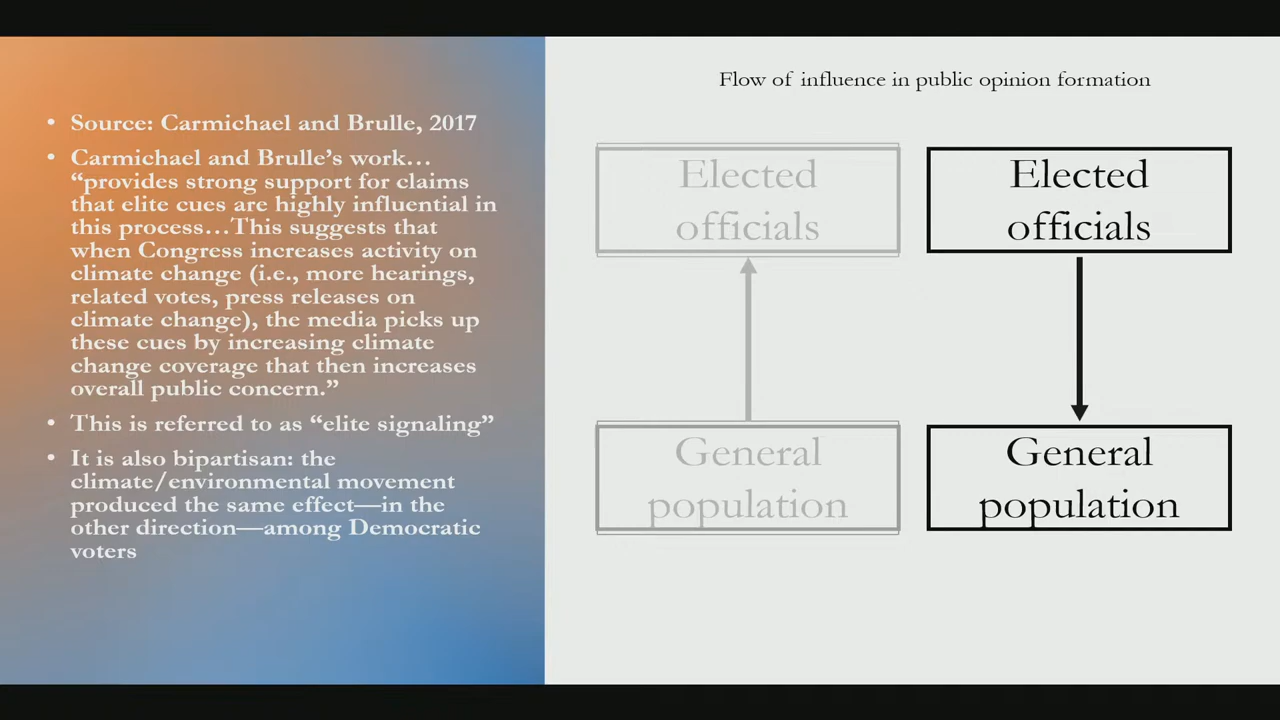 • Source: Carmichael and Brulle, 2017
• Carmichael and Brulle’s work…
“provides strong support for claims
that elite cues are highly influential in
this process…This suggests that
when Congress increases activity on
climate change (i.e., more hearings,
related votes, press releases on
climate change), the media picks up
these cues by increasing climate
change coverage that then increases
overall public concern.”
• This is referred to as “elite signaling”
• It is also bipartisan: the
climate/environmental movement
produced the same effect—in the
other direction—among Democratic
voters
Flow of influence in public opinion formation
Elected
officials
General
population
Elected
officials
General
population